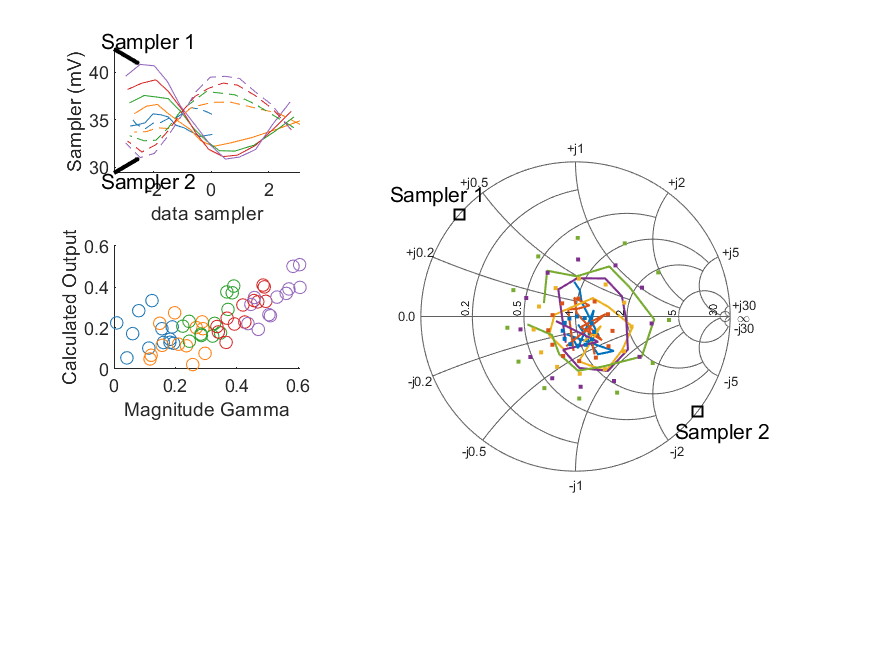 Sampler 1
Sampler (mV)
40
35
30
Sampler 2
-2
0
2
data sampler
Calculated Output
0.6
0.4
0.2
0
0
0.2
0.4
0.6
Magnitude Gamma
+j1
+j0.5
+j2
Sampler 1
+j0.2
+j5
0.0
0.2
0.5
1
2
5
30
+j30
∞
-j30
-j0.2
-j5
Sampler 2
-j0.5
-j2
-j1